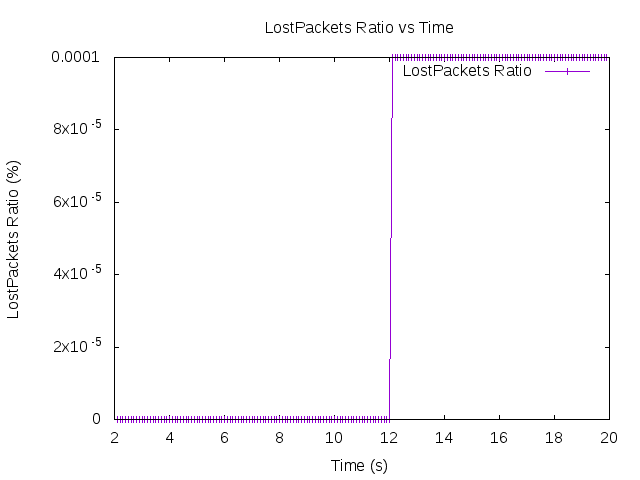 LostPackets Ratio vs Time
0.0001
LostPackets Ratio
8x10^-5
6x10^-5
4x10^-5
2x10^-5
0
LostPackets Ratio (%)
2 4 6 8 10 12 14 16 18 20
Time (s)